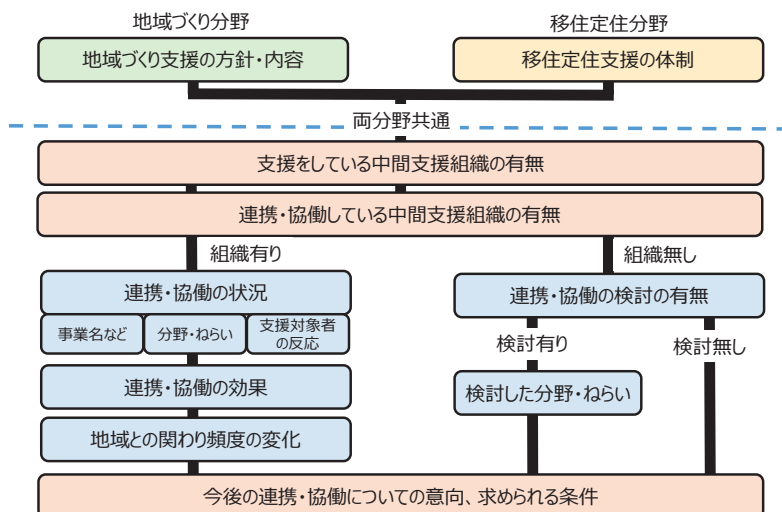 地域づくり分野
移住定住分野
地域づくり支援の方針・内容
移住定住支援の体制
両分野共通
支援をしている中間支援組織の有無
連携・協働している中間支援組織の有無
組織有り
組織無し
連携・協働の状況
連携・協働の検討の有無
事業名など
分野・ねらい
支援対象者
の反応
検討有り
検討無し
連携・協働の効果
検討した分野・ねらい
地域との関わり頻度の変化
今後の連携・協働についての意向、求められる条件